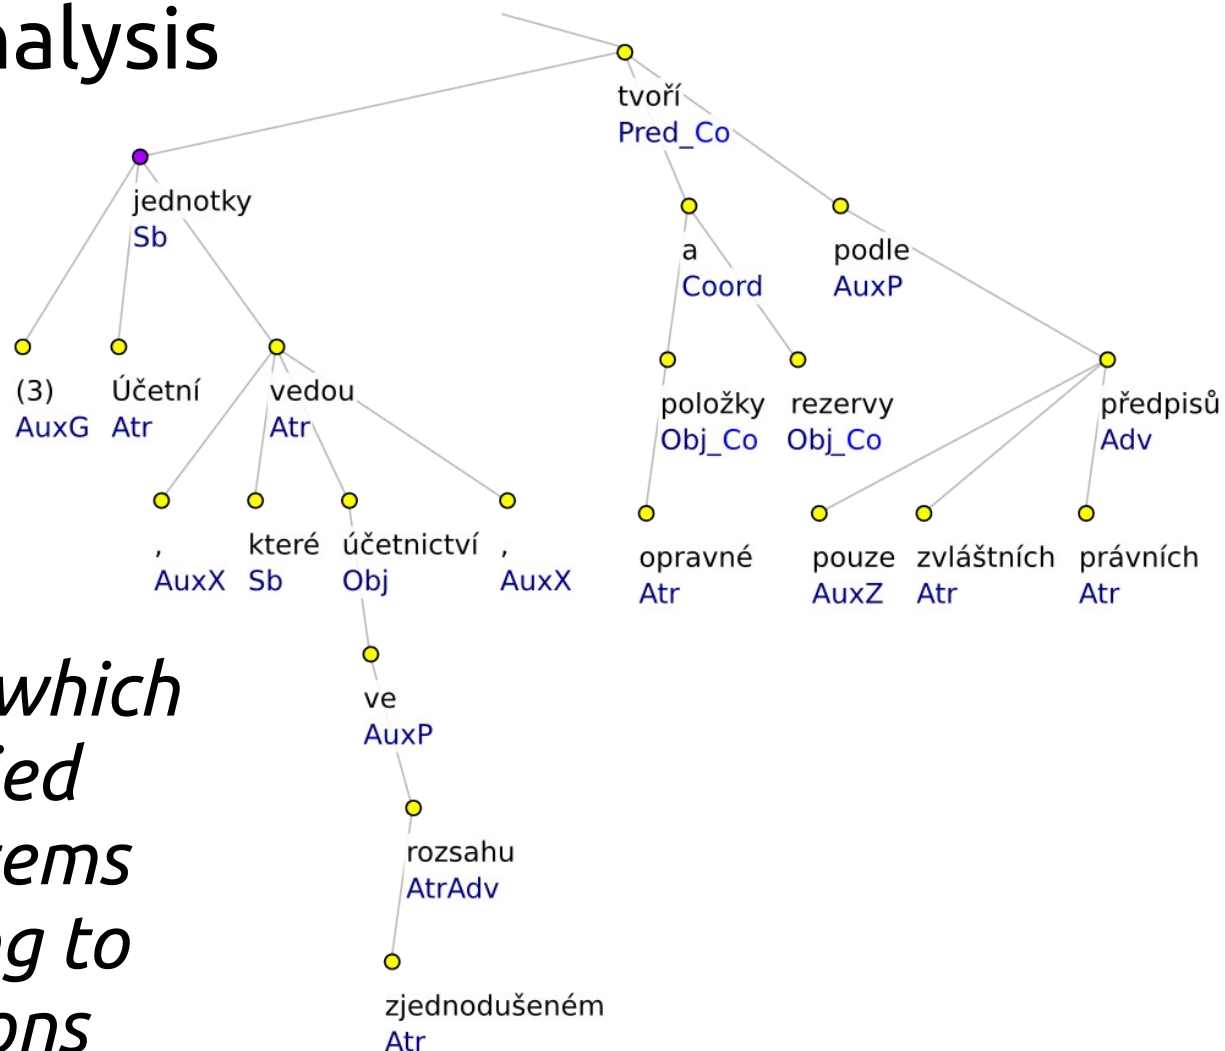 nalysis
tvoří
Pred_Co
jednotky
Sb
a
Coord
podle
AuxP
(3)
AuxG
Účetní
Atr
vedou
Atr
položky
Obj_Co
rezervy
Obj_Co
předpisů
Adv
,
AuxX
které
Sb
účetnictví
Obj
,
AuxX
opravné
Atr
pouze
AuxZ
zvláštních
Atr
právních
Atr
which
ve
AuxP
ied
rozsahu
AtrAdv
tems
ng to
zjednodušeném
Atr
ons